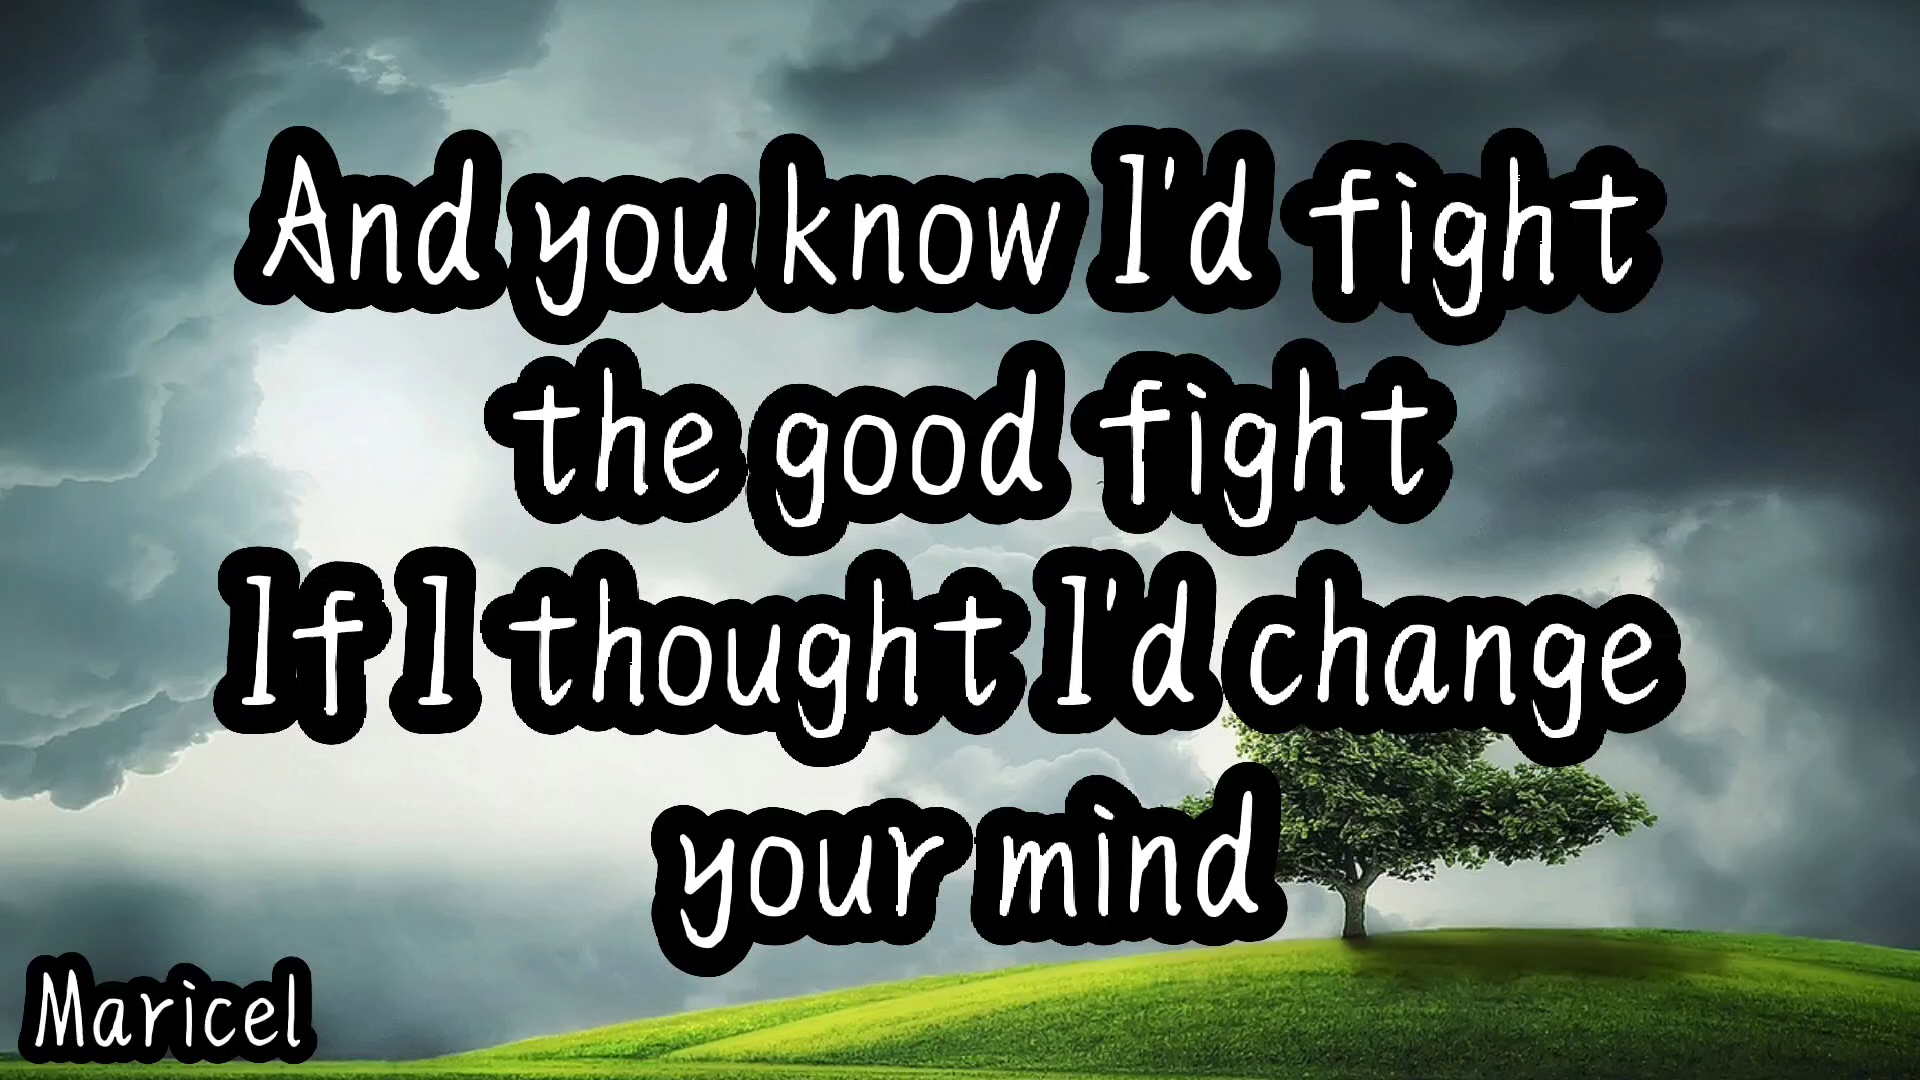 And you know I'd fight
the good fight
If I thought I'd change
your mind
Maricel